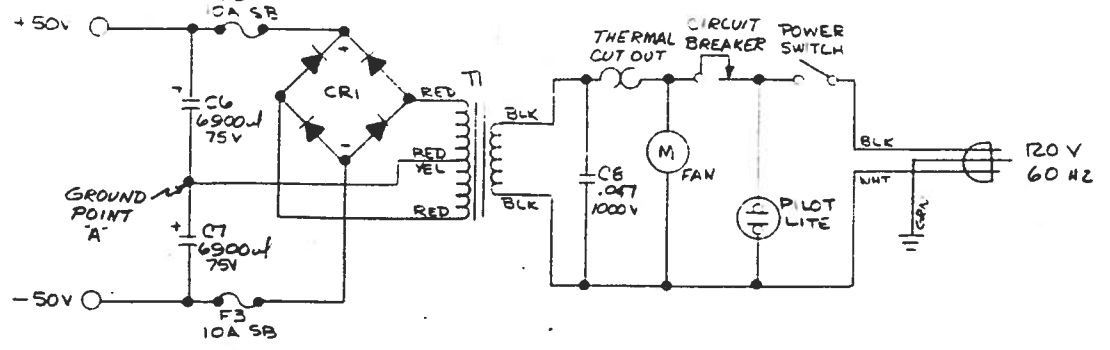 10A SB
+50V
C6
6900uf
75V
CR1
+
-
T1
RED
RED
YEL
RED
BLK
BLK
THERMAL
CUT OUT
CIRCUIT
BREAKER
POWER
SWITCH
C8
.047
1000V
M
FAN
PILOT
LITE
BLK
WHT
GRN
120 V
60 HZ
GROUND
POINT
"A"
+
C7
6900uf
75V
-50V
F3
10A SB